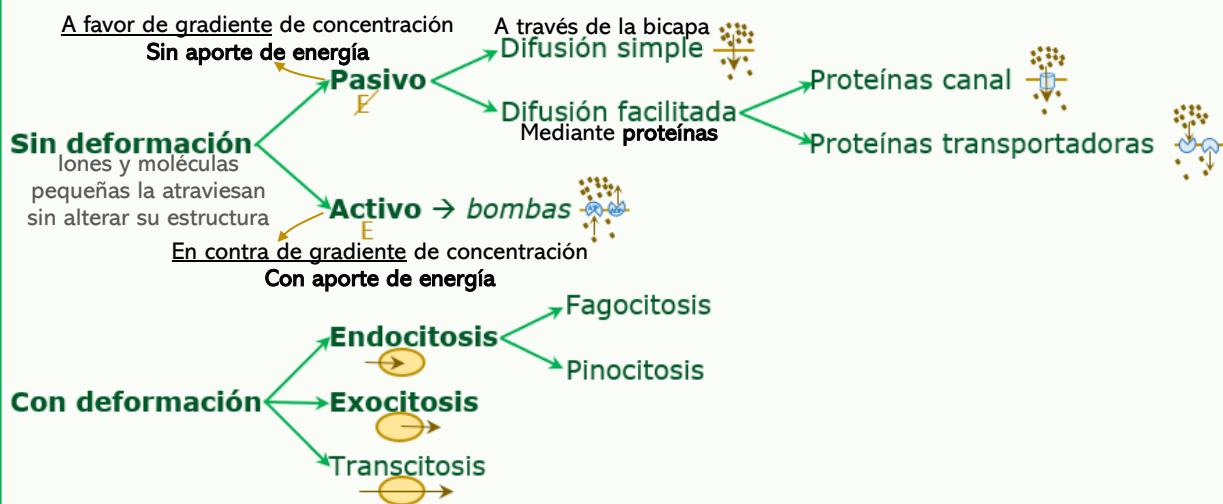 A favor de gradiente de concentración
Sin aporte de energía
A través de la bicapa
Difusión simple
Pasivo
E
Difusión facilitada
Mediante proteínas
Proteínas canal
Proteínas transportadoras
Sin deformación
Iones y moléculas
pequeñas la atraviesan
sin alterar su estructura
Activo → bombas
E
En contra de gradiente de concentración
Con aporte de energía
Con deformación
Endocitosis
Fagocitosis
Pinocitosis
Exocitosis
Transcitosis